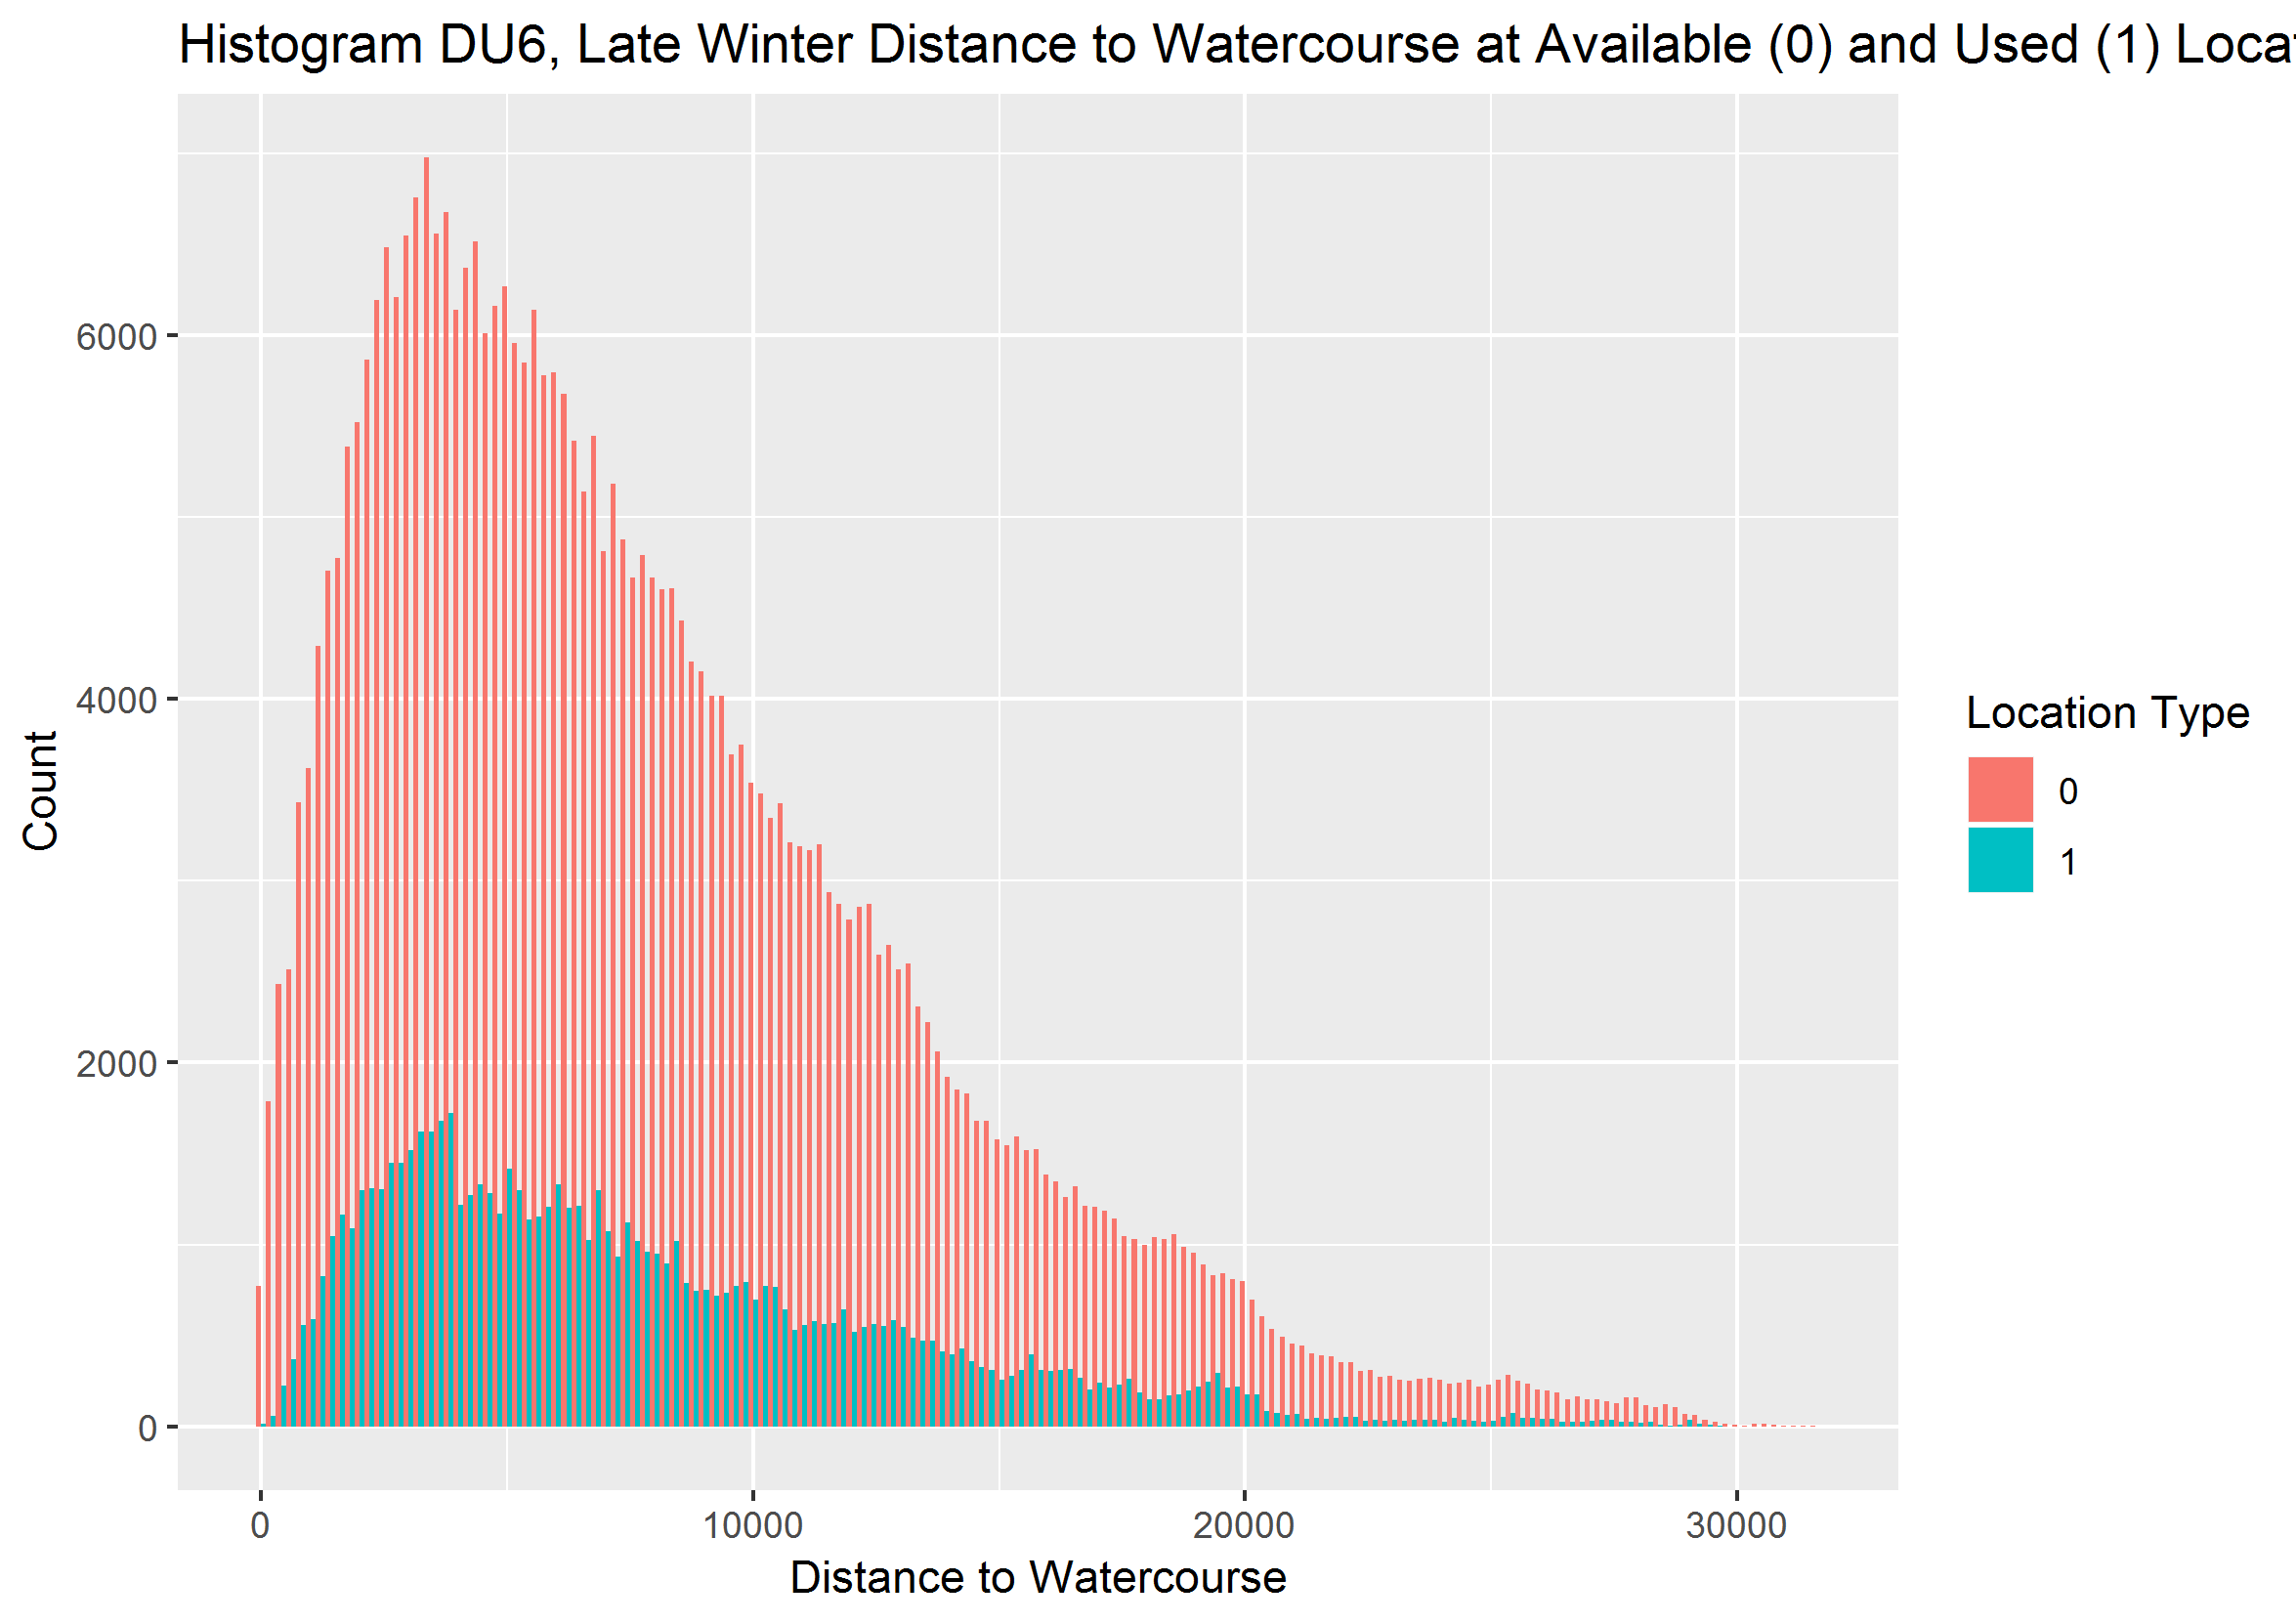 Histogram DU6, Late Winter Distance to Watercourse at Available (0) and Used (1) Locat
6000
4000
2000
0
Count
0 10000 20000 30000
Distance to Watercourse
Location Type
0
1